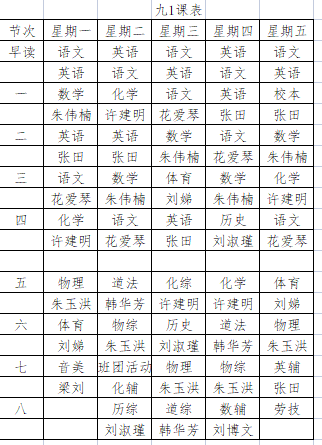 九1课表
节次 星期一 星期二 星期三 星期四 星期五
早读 语文 英语 语文 英语 语文
英语 语文 英语 语文 英语
一 数学 化学 语文 英语 校本
朱伟楠 许建明 花爱琴 张田 张田
二 英语 英语 数学 语文 数学
张田 张田 朱伟楠 花爱琴 朱伟楠
三 语文 数学 体育 数学 化学
花爱琴 朱伟楠 刘娣 朱伟楠 许建明
四 化学 语文 英语 历史 语文
许建明 花爱琴 张田 刘淑瑾 花爱琴
五 物理 道法 化综 化学 体育
朱玉洪 韩华芳 许建明 许建明 刘娣
六 体育 物综 历史 道法 物理
刘娣 朱玉洪 刘淑瑾 韩华芳 朱玉洪
七 音美 班团活动 物理 物综 英辅
梁刘 化辅 朱玉洪 朱玉洪 张田
八 历综 道综 数辅 劳技
刘淑瑾 韩华芳 刘博文